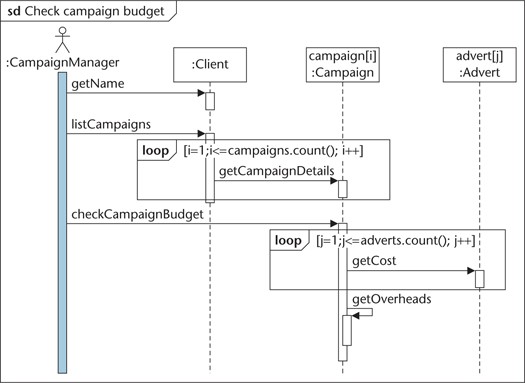 sd Check campaign budget
:CampaignManager
:Client
campaign[i]
:Campaign
advert[j]
:Advert
getName
listCampaigns
loop [i=1;i<=campaigns.count(); i++]
getCampaignDetails
checkCampaignBudget
loop [j=1;j<=adverts.count(); j++]
getCost
getOverheads